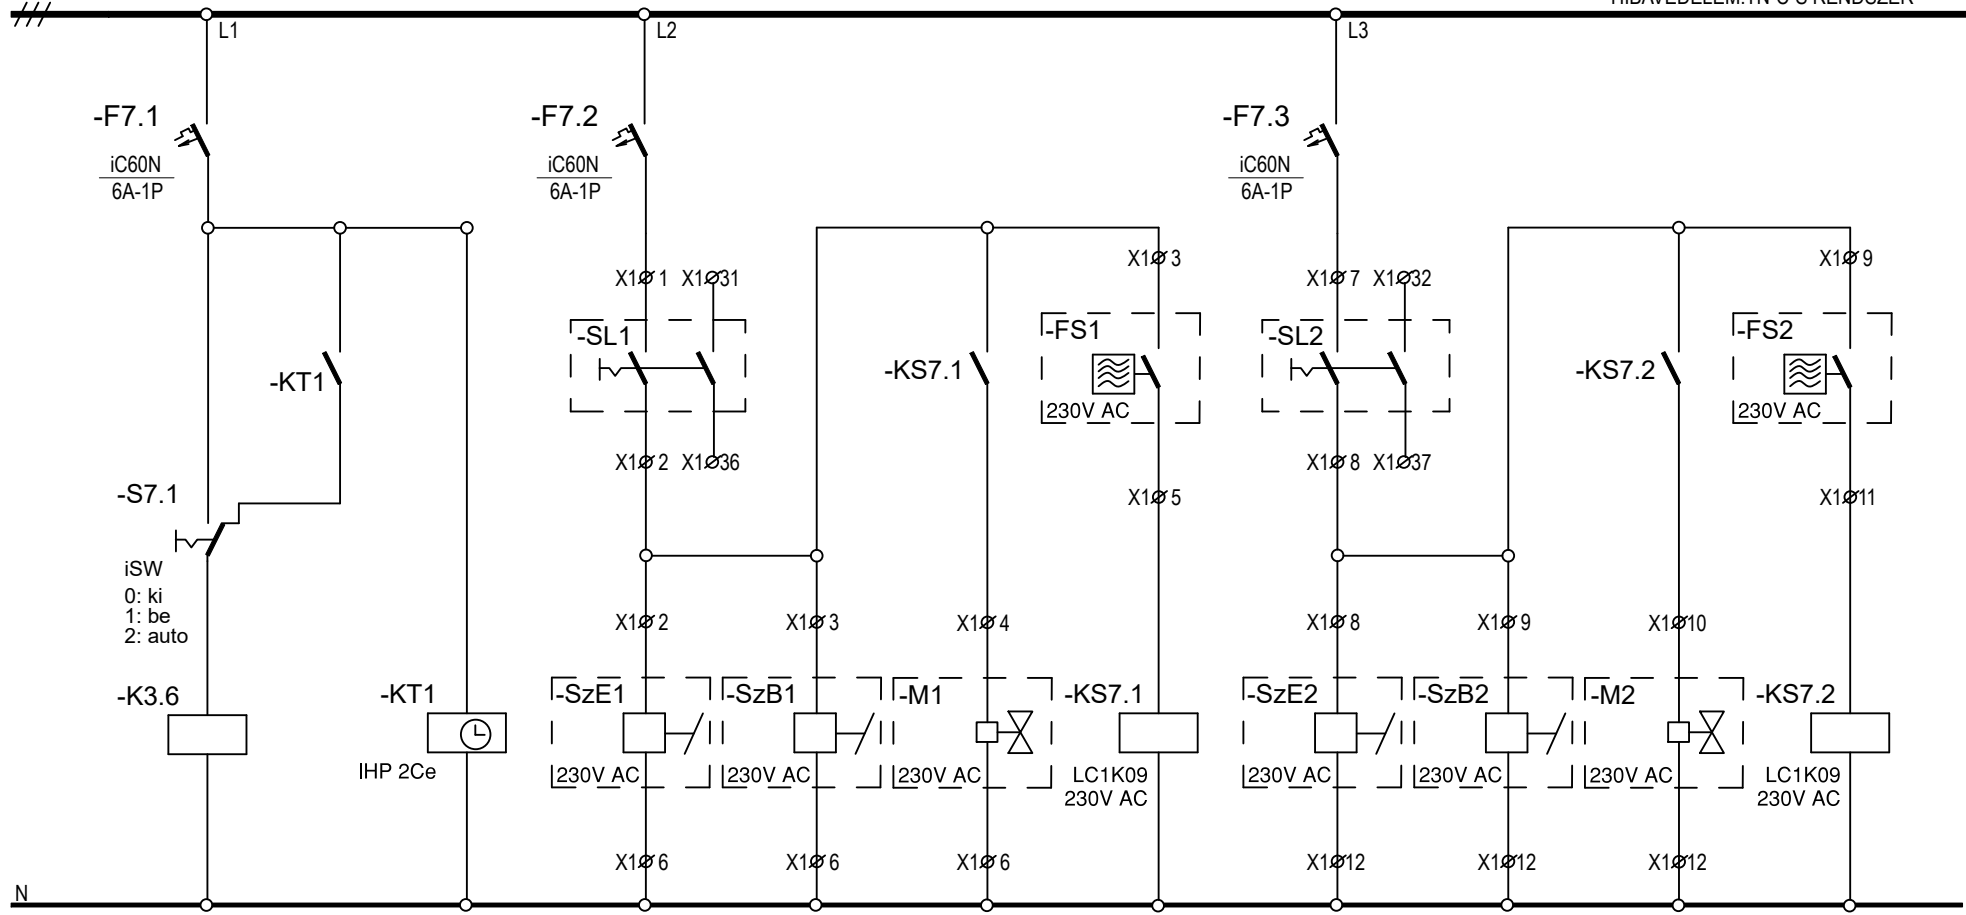 L1
L2
L3
-F7.1
iC60N
6A-1P
-F7.2
iC60N
6A-1P
-F7.3
iC60N
6A-1P
X1 3
X1 9
X1 1
X1 31
X1 7
X1 32
-KT1
-SL1
-KS7.1
-FS1
230V AC
-SL2
-KS7.2
-FS2
230V AC
X1 2
X1 36
X1 8
X1 37
X1 5
X1 11
-S7.1
iSW
0: ki
1: be
2: auto
X1 2
X1 3
X1 4
X1 8
X1 9
X1 10
-K3.6
-KT1
IHP 2Ce
-SzE1
230V AC
-SzB1
230V AC
-M1
230V AC
-KS7.1
LC1K09
230V AC
-SzE2
230V AC
-SzB2
230V AC
-M2
230V AC
-KS7.2
LC1K09
230V AC
X1 6
X1 6
X1 6
X1 12
X1 12
X1 12
N